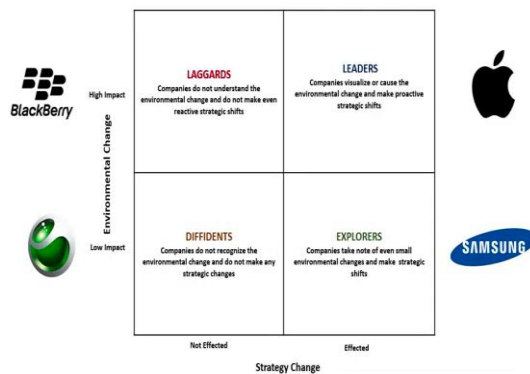 LAGGARDS
Companies do not understand the
environmental change and do not make even
reactive strategic shifts
LEADERS
Companies visualize or cause the
environmental change and make proactive
strategic shifts
BlackBerry
High Impact
Environmental Change
Low Impact
DIFFIDENTS
Companies do not recognize the
environmental change and do not make any
strategic changes
EXPLORERS
Companies take note of even small
environmental changes and make strategic
shifts
SAMSUNG
Not Effected
Effected
Strategy Change